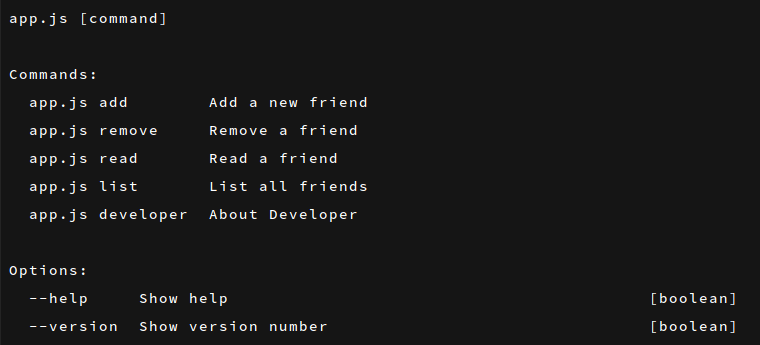 app.js [command]
Commands:
app.js add Add a new friend
app.js remove Remove a friend
app.js read Read a friend
app.js list List all friends
app.js developer About Developer
Options:
--help Show help [boolean]
--version Show version number [boolean]